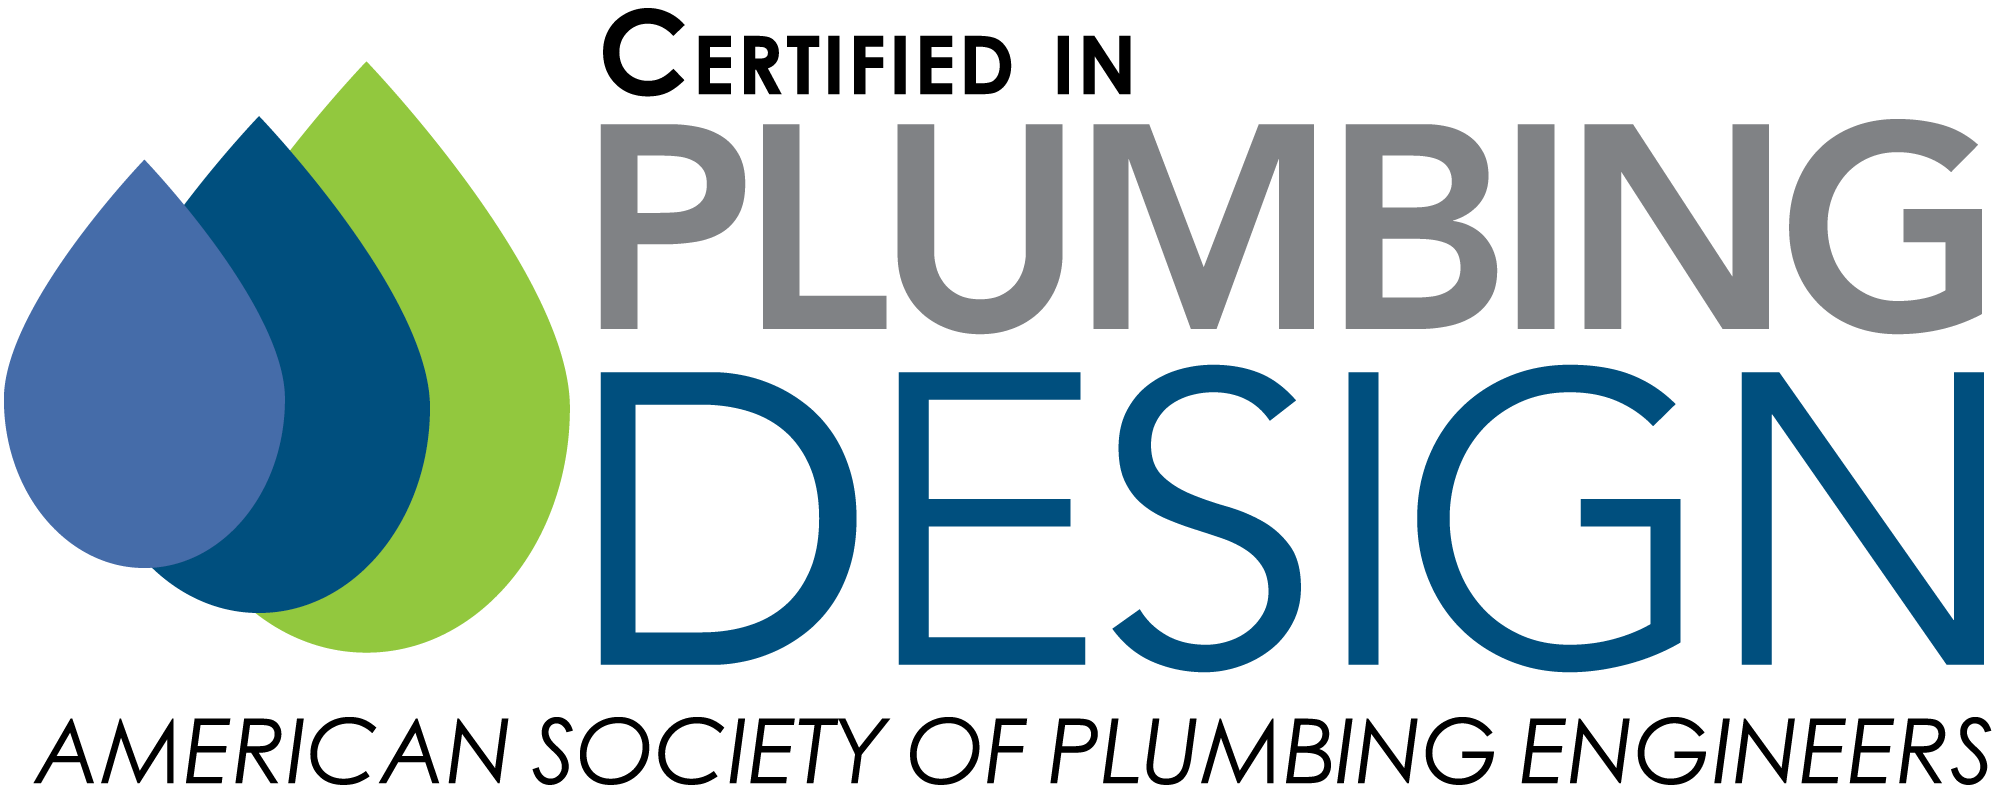 CERTIFIED IN
PLUMBING
DESIGN
AMERICAN SOCIETY OF PLUMBING ENGINEERS